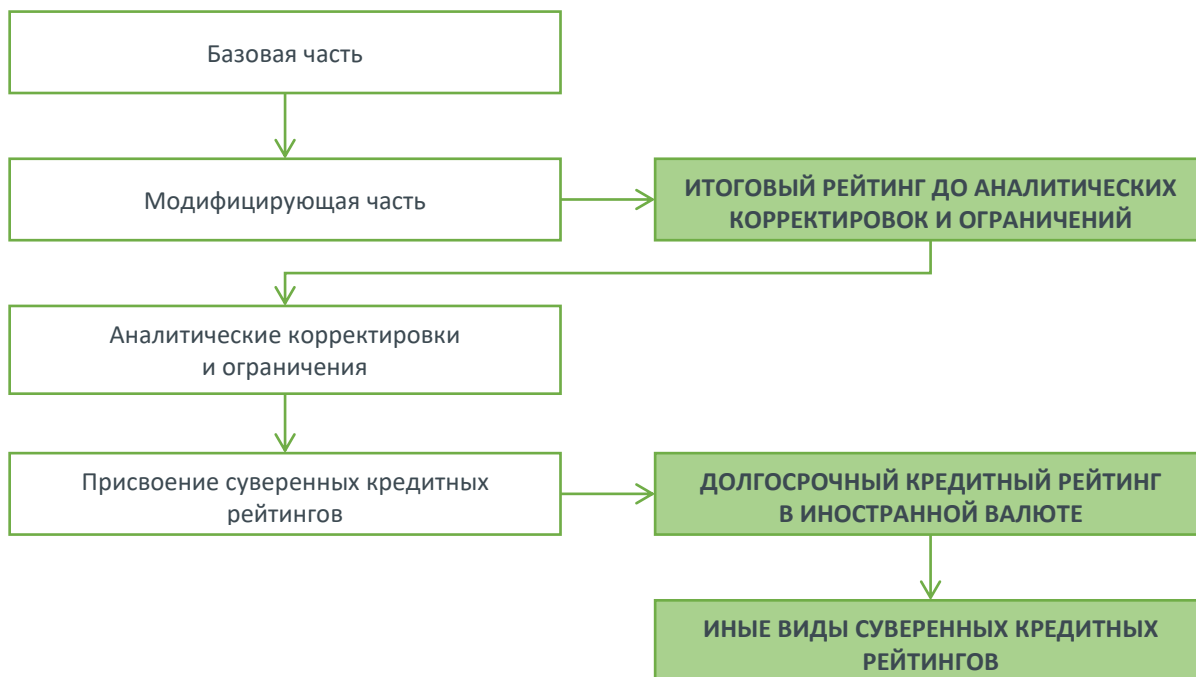 Базовая часть
Модифицирующая часть
ИТОГОВЫЙ РЕЙТИНГ ДО АНАЛИТИЧЕСКИХ
КОРРЕКТИРОВОК И ОГРАНИЧЕНИЙ
Аналитические корректировки
и ограничения
Присвоение суверенных кредитных
рейтингов
ДОЛГОСРОЧНЫЙ КРЕДИТНЫЙ РЕЙТИНГ
В ИНОСТРАННОЙ ВАЛЮТЕ
ИНЫЕ ВИДЫ СУВЕРЕННЫХ КРЕДИТНЫХ
РЕЙТИНГОВ